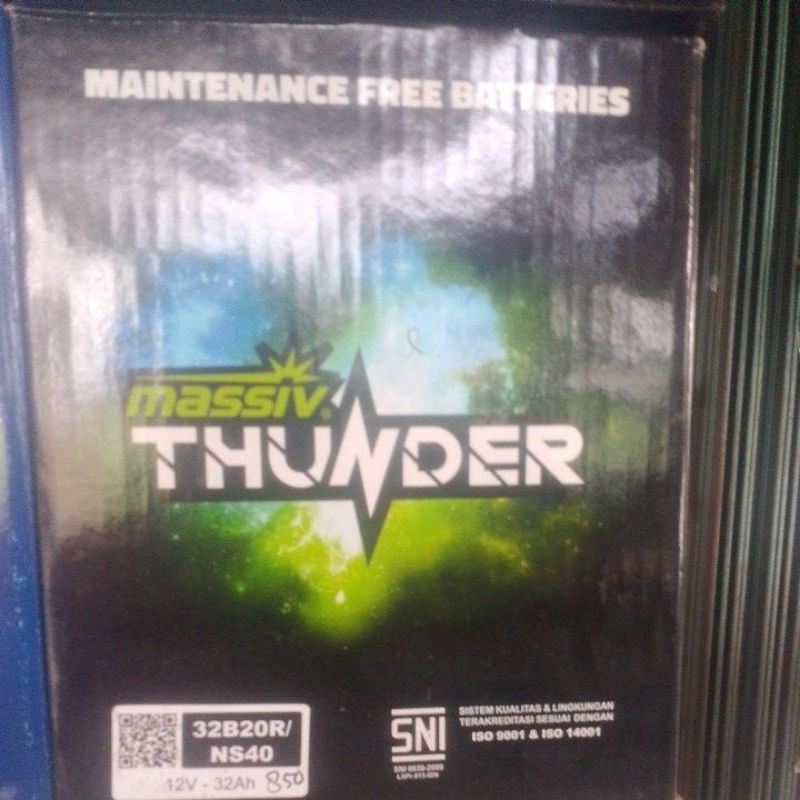 MAINTENANCE FREE BATTERIES
massiv®
THUNDER
32B20R/
NS40
12V - 32Ah 850
SNI
SISTEM KUALITAS & LINGKUNGAN
TERAKREDITASI SESUAI DENGAN
ISO 9001 & ISO 14001